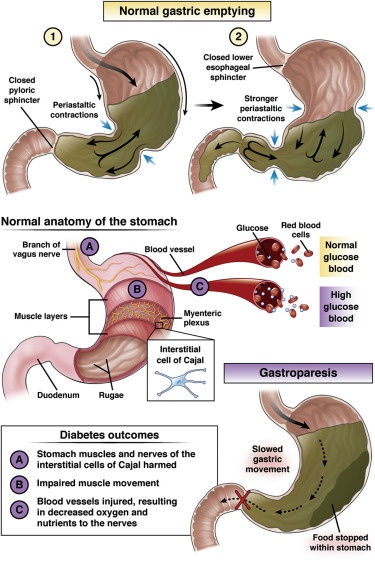 Normal gastric emptying
1
2
Closed
pyloric
sphincter
Periastaltic
contractions
Closed lower
esophageal
sphincter
Stronger
periastaltic
contractions
Normal anatomy of the stomach
Branch of
vagus nerve
A
Blood vessel
Glucose
Red blood
cells
Normal
glucose
blood
B
C
High
glucose
blood
Muscle layers
Myenteric
plexus
Interstitial
cell of Cajal
Duodenum
Rugae
Gastroparesis
Slowed
gastric
movement
Food stopped
within stomach
Diabetes outcomes
A Stomach muscles and nerves of the
interstitial cells of Cajal harmed
B Impaired muscle movement
C Blood vessels injured, resulting
in decreased oxygen and
nutrients to the nerves